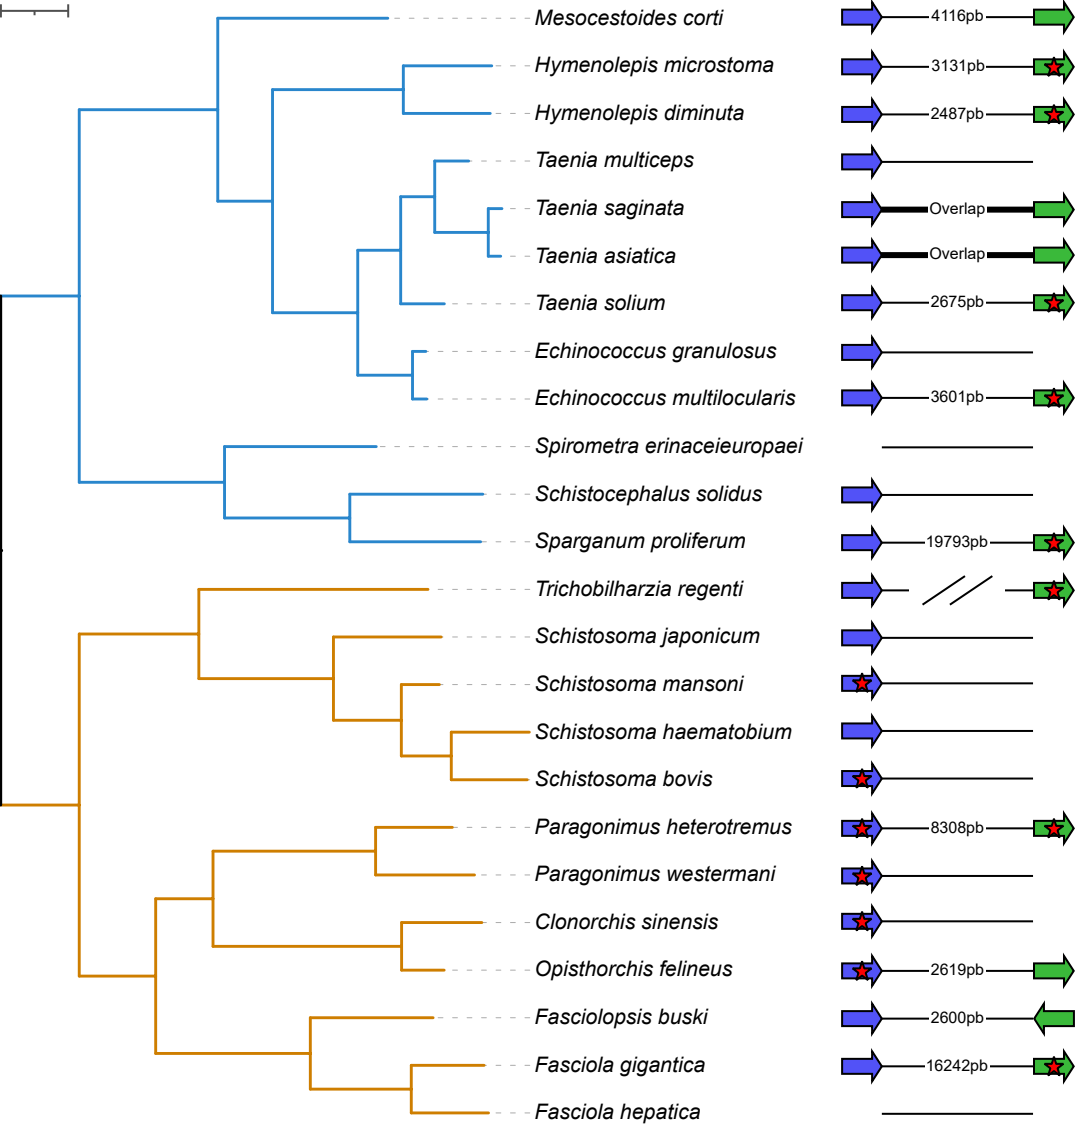 Mesocestoides corti 4116pb
Hymenolepis microstoma 3131pb
Hymenolepis diminuta 2487pb
Taenia multiceps
Taenia saginata Overlap
Taenia asiatica Overlap
Taenia solium 2675pb
Echinococcus granulosus
Echinococcus multilocularis 3601pb
Spirometra erinaceieuropaei
Schistocephalus solidus
Sparganum proliferum 19793pb
Trichobilharzia regenti
Schistosoma japonicum
Schistosoma mansoni
Schistosoma haematobium
Schistosoma bovis
Paragonimus heterotremus 8308pb
Paragonimus westermani
Clonorchis sinensis
Opisthorchis felineus 2619pb
Fasciolopsis buski 2600pb
Fasciola gigantica 16242pb
Fasciola hepatica